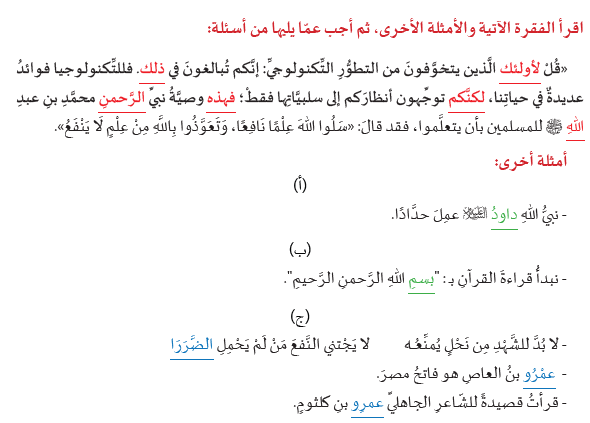 اقرأ الفقرة الآتية والأمثلة الأخرى، ثم أجب عمّا يليها من أسئلة:
«قُلْ لأولئك الَّذين يتخوَّفونَ من التطوُّرِ التِّكنولوجيِّ: إنَّكم تُبالغونَ في ذلك. فللتِّكنولوجيا فوائدُ
عديدةٌ في حياتِنا، لكنَّكم توجِّهون أنظارَكم إلى سلبيَّاتِها فقطْ؛ فهذه وصيَّةُ نبيِّ الرَّحمنِ محمَّدِ بنِ عبدِ
اللهِ ﷺ للمسلمين بأن يتعلَّموا، فقد قالَ: «سَلُوا اللهَ عِلْمًا نَافِعًا، وَتَعَوَّذُوا بِاللَّهِ مِنْ عِلْمٍ لَا يَنْفَعُ».
أمثلة أخرى:
(أ)
- نبيُّ اللهِ داودُ عليه السلام عمِلَ حدَّادًا.
(ب)
- نبدأُ قراءةَ القرآنِ بـ: "بسمِ اللهِ الرَّحمنِ الرَّحيمِ".
(ج)
- لا بُدَّ للشَّهْدِ مِن نَحْلٍ يُمنِّعُـه لا يَجْتني النَّفعَ مَنْ لَمْ يَحْمِلِ الضَّرَرَا
- عمْرُو بنُ العاصِ هو فاتحُ مصرَ.
- قرأتُ قصيدةً للشَّاعرِ الجاهليِّ عمرِو بنِ كلثومٍ.